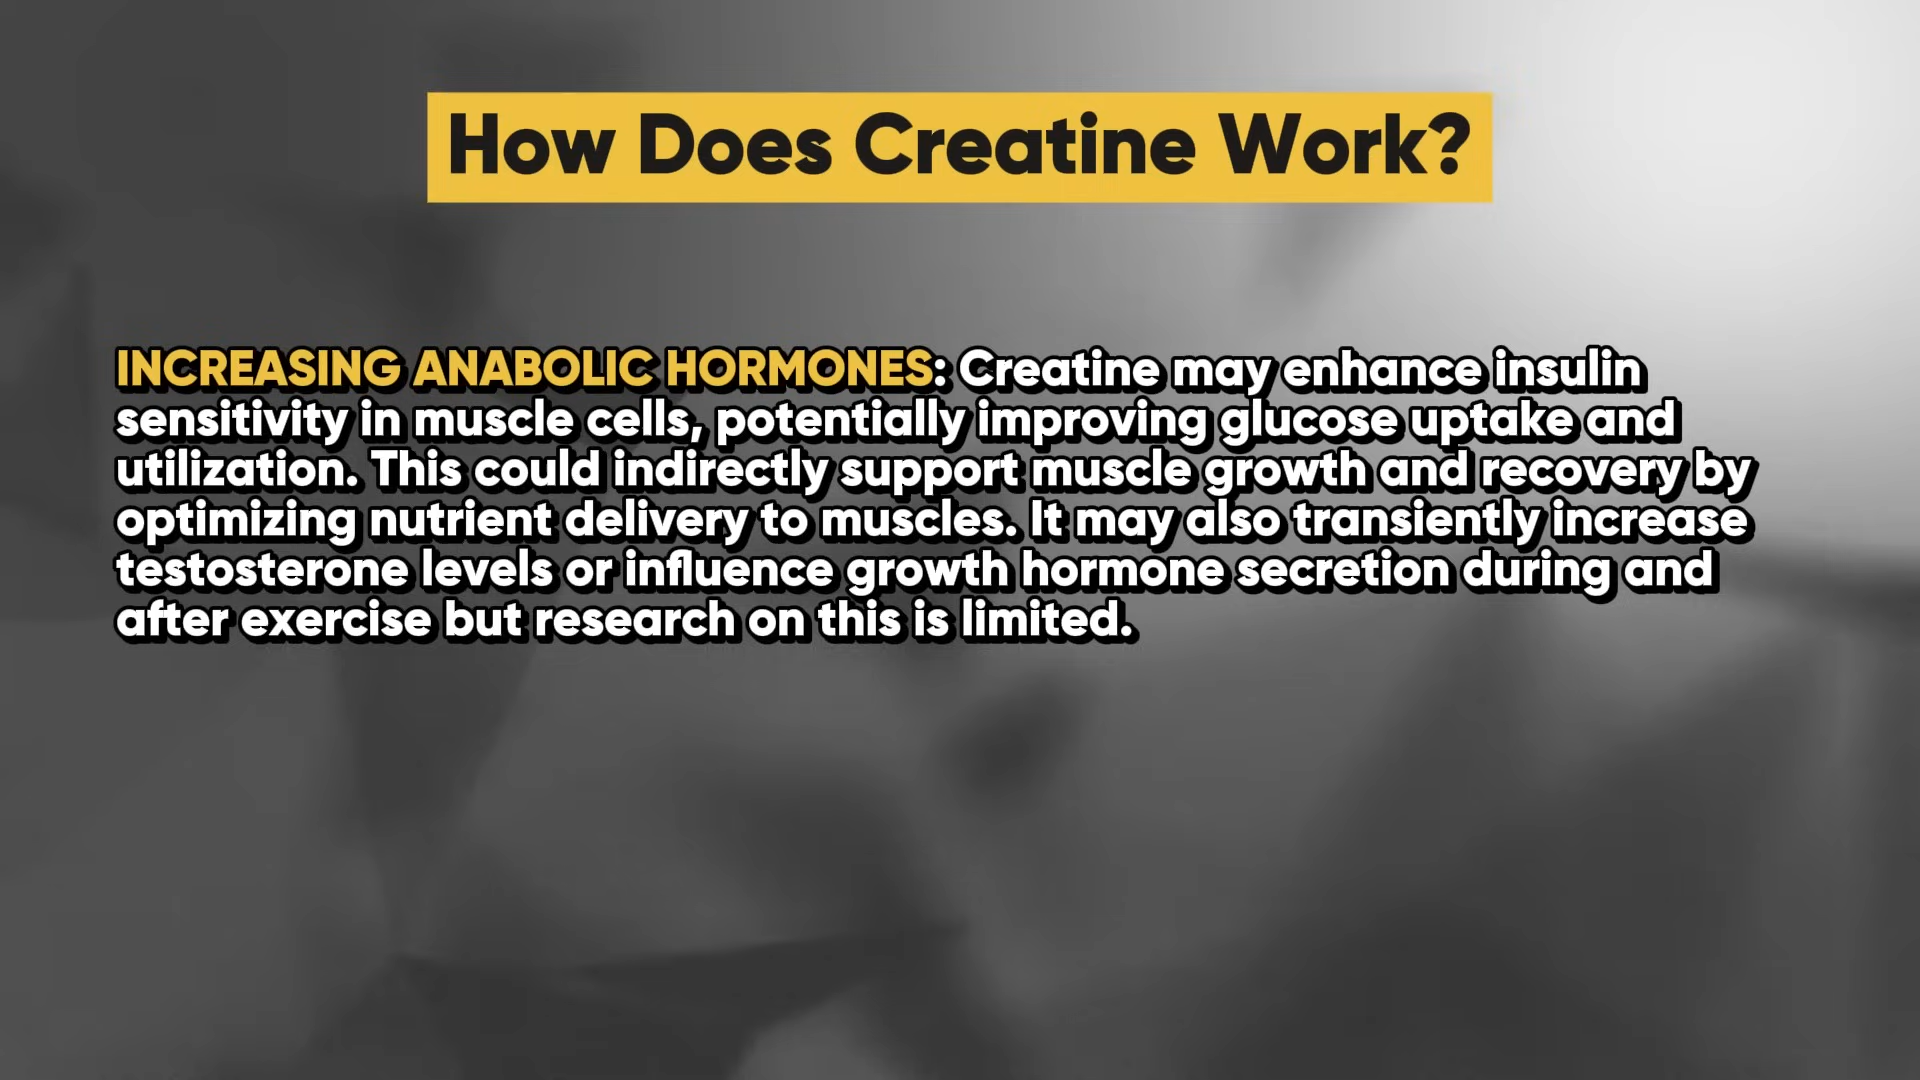 How Does Creatine Work?
INCREASING ANABOLIC HORMONES: Creatine may enhance insulin
sensitivity in muscle cells, potentially improving glucose uptake and
utilization. This could indirectly support muscle growth and recovery by
optimizing nutrient delivery to muscles. It may also transiently increase
testosterone levels or influence growth hormone secretion during and
after exercise but research on this is limited.